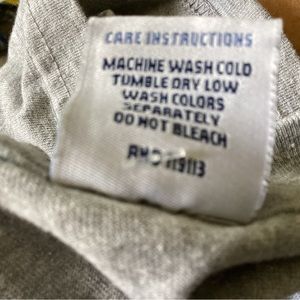 CARE INSTRUCTIONS
MACHINE WASH COLD
TUMBLE DRY LOW
WASH COLORS
SEPARATELY
DO NOT BLEACH